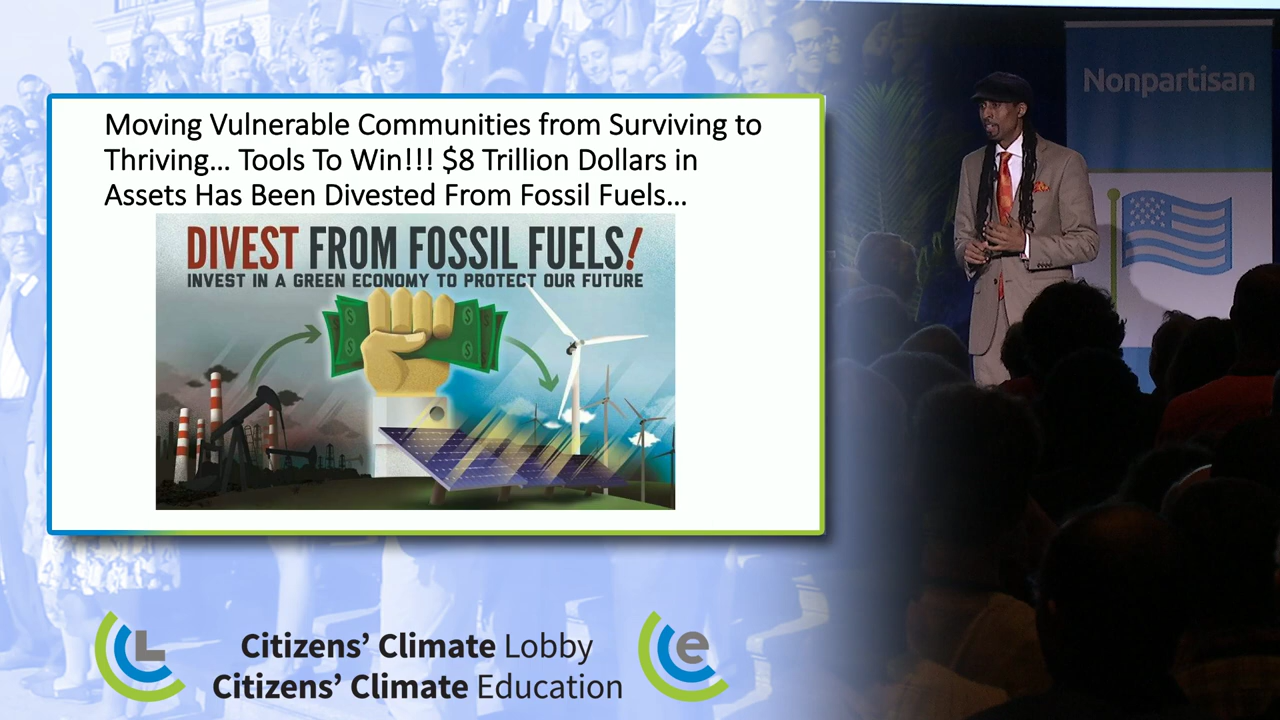 Moving Vulnerable Communities from Surviving to
Thriving... Tools To Win!!! $8 Trillion Dollars in
Assets Has Been Divested From Fossil Fuels...
DIVEST FROM FOSSIL FUELS!
INVEST IN A GREEN ECONOMY TO PROTECT OUR FUTURE
Nonpartisan
L
Citizens’ Climate Lobby
Citizens’ Climate Education
e